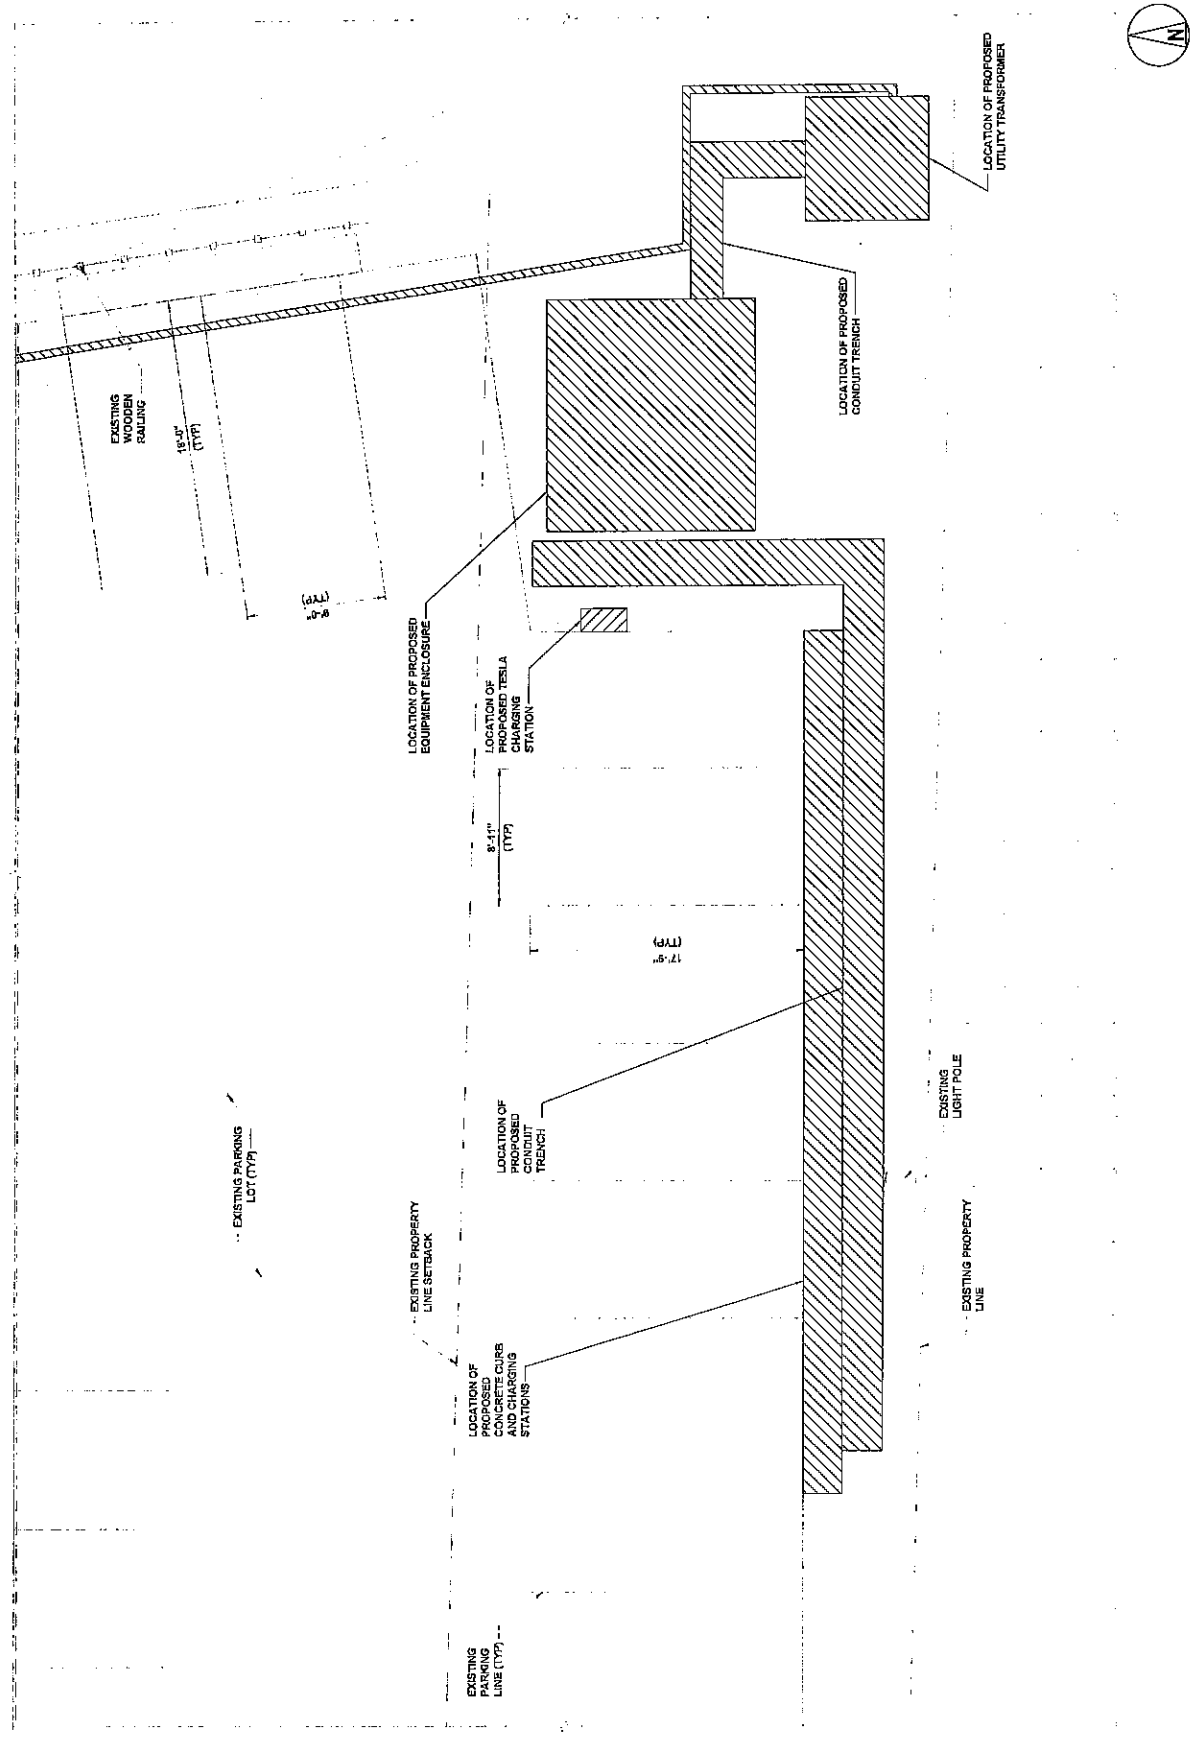 N
LOCATION OF PROPOSED
UTILITY TRANSFORMER
LOCATION OF PROPOSED
CONDUIT TRENCH
EXISTING
WOODEN
RAILING
18'-0"
(TYP)
9'-0"
(TYP)
LOCATION OF PROPOSED
EQUIPMENT ENCLOSURE
LOCATION OF
PROPOSED TESLA
CHARGING
STATION
8'-11"
(TYP)
17'-9"
(TYP)
LOCATION OF
PROPOSED
CONDUIT
TRENCH
EXISTING
LIGHT POLE
EXISTING PARKING
LOT (TYP)
EXISTING PROPERTY
LINE SETBACK
EXISTING PROPERTY
LINE
LOCATION OF
PROPOSED
CONCRETE CURB
AND CHARGING
STATIONS
EXISTING
PARKING
LINE (TYP)